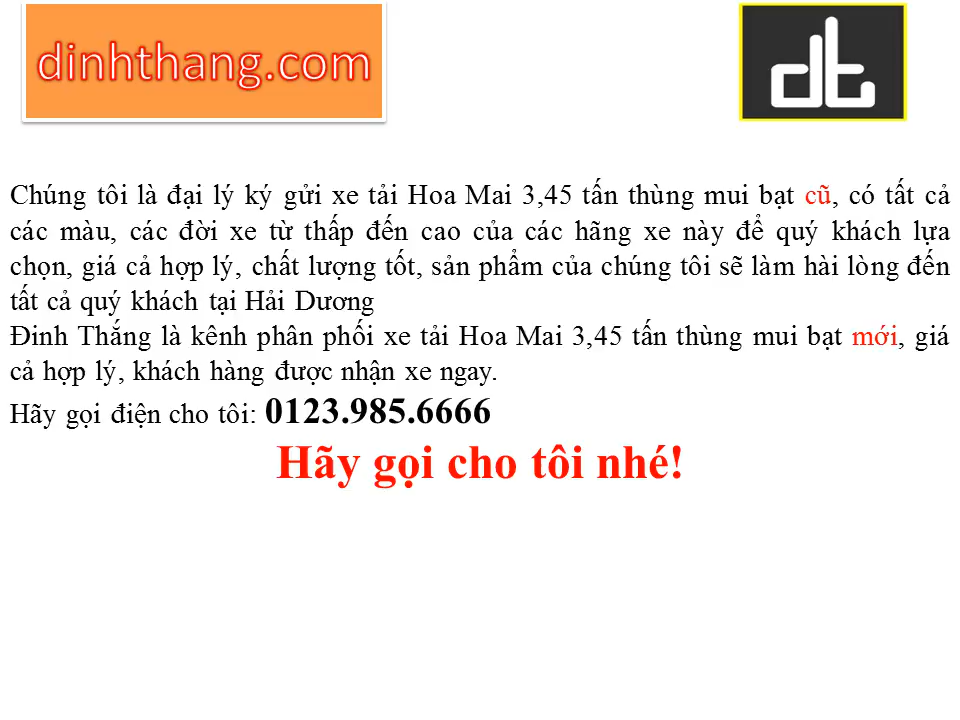 dinhthang.com
dt
Chúng tôi là đại lý ký gửi xe tải Hoa Mai 3,45 tấn thùng mui bạt cũ, có tất cả
các màu, các đời xe từ thấp đến cao của các hãng xe này để quý khách lựa
chọn, giá cả hợp lý, chất lượng tốt, sản phẩm của chúng tôi sẽ làm hài lòng đến
tất cả quý khách tại Hải Dương
Đinh Thắng là kênh phân phối xe tải Hoa Mai 3,45 tấn thùng mui bạt mới, giá
cả hợp lý, khách hàng được nhận xe ngay.
Hãy gọi điện cho tôi: 0123.985.6666
Hãy gọi cho tôi nhé!